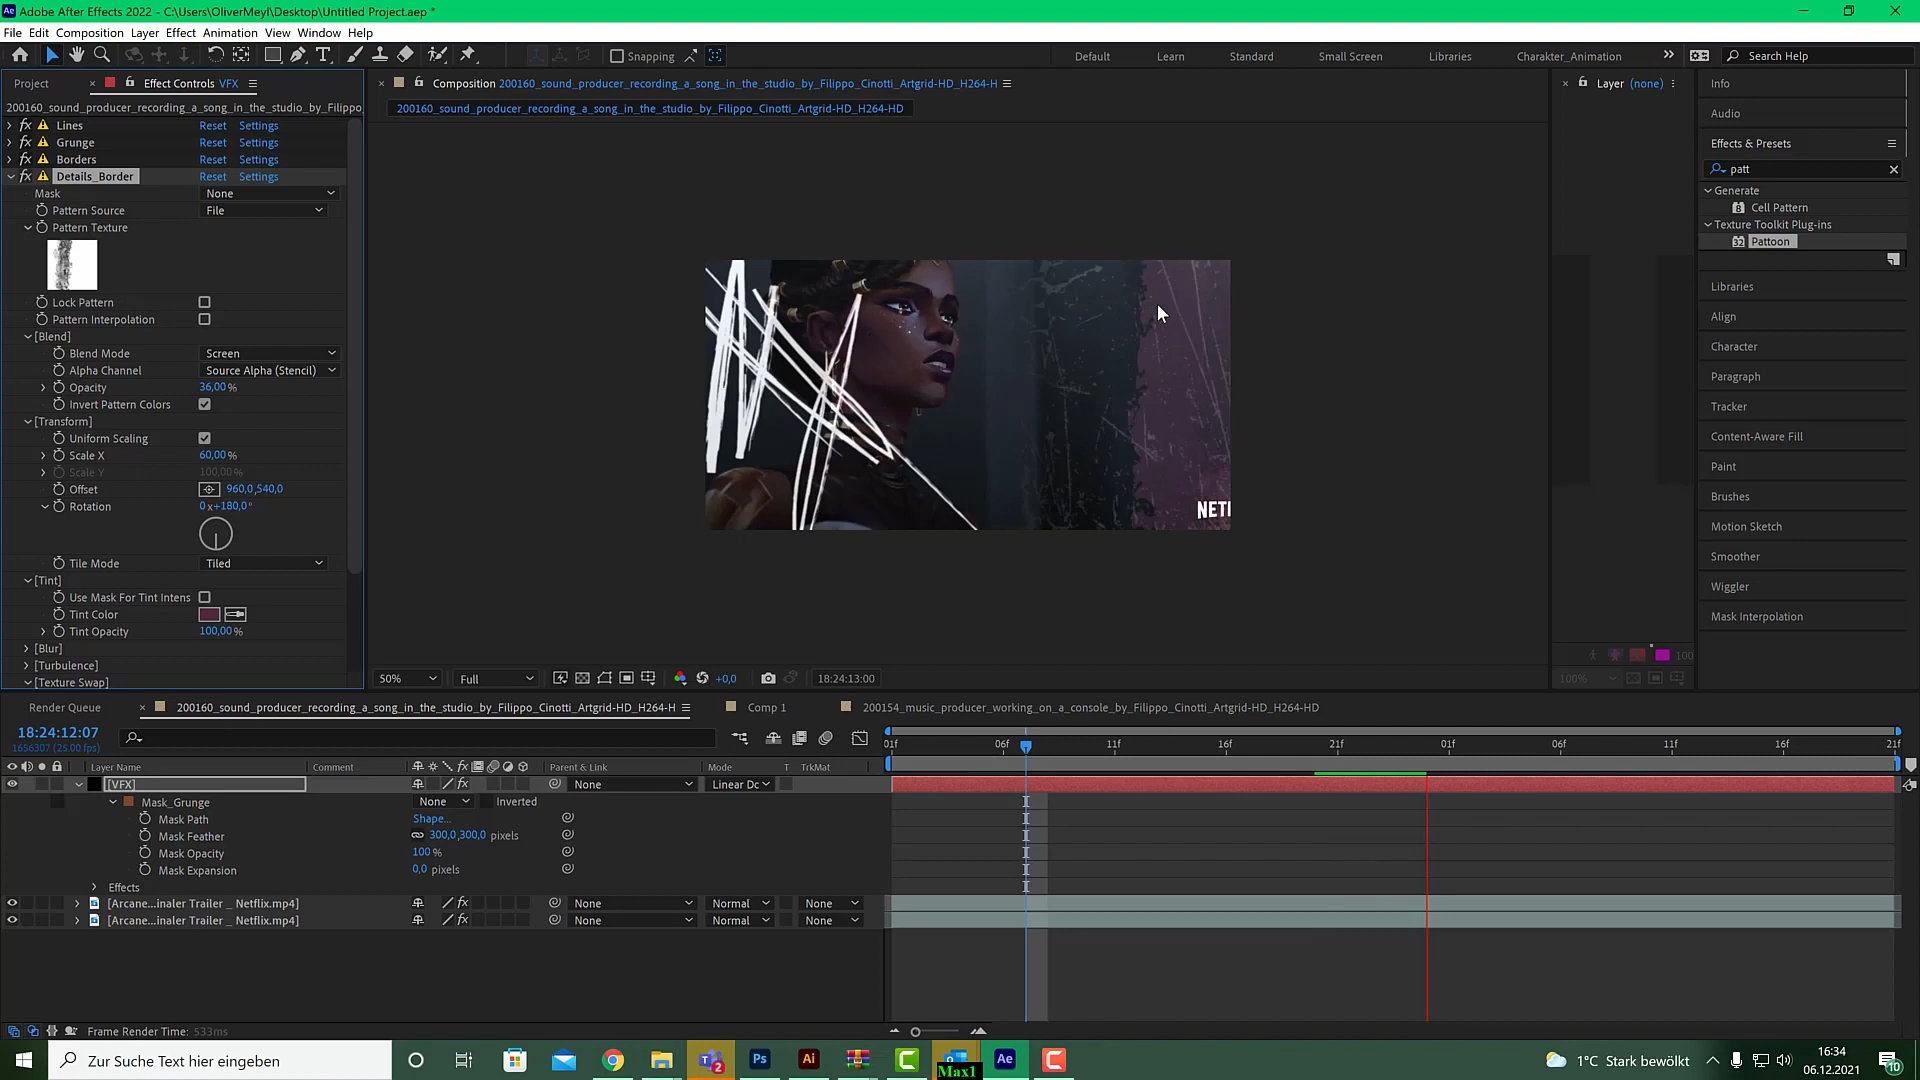 Adobe After Effects 2022 - C:\Users\OliverMeyl\Desktop\Untitled Project.aep *
File Edit Composition Layer Effect Animation View Window Help
Snapping
Default Learn Standard Small Screen Libraries Charakter_Animation
Search Help
Project Effect Controls VFX
Composition 200160_sound_producer_recording_a_song_in_the_studio_by_Filippo_Cinotti_Artgrid-HD_H264-H
Layer (none)
200160_sound_producer_recording_a_song_in_the_studio_by_Filippo
200160_sound_producer_recording_a_song_in_the_studio_by_Filippo_Cinotti_Artgrid-HD_H264-HD
Lines Reset Settings
Grunge Reset Settings
Borders Reset Settings
Details_Border Reset Settings
Mask None
Pattern Source File
Pattern Texture
Lock Pattern
Pattern Interpolation
[Blend]
Blend Mode Screen
Alpha Channel Source Alpha (Stencil)
Opacity 36,00 %
Invert Pattern Colors
[Transform]
Uniform Scaling
Scale X 60,00 %
Scale Y 100,00 %
Offset 960,0,540,0
Rotation 0 x+180,0°
Tile Mode Tiled
[Tint]
Use Mask For Tint Intens
Tint Color
Tint Opacity 100,00 %
[Blur]
[Turbulence]
[Texture Swap]
NETI
50% Full +0,0 18:24:13:00
100%
100
Info
Audio
Effects & Presets
patt
Generate
Cell Pattern
Texture Toolkit Plug-ins
Pattoon
Libraries
Align
Character
Paragraph
Tracker
Content-Aware Fill
Paint
Brushes
Motion Sketch
Smoother
Wiggler
Mask Interpolation
Render Queue 200160_sound_producer_recording_a_song_in_the_studio_by_Filippo_Cinotti_Artgrid-HD_H264-H Comp 1 200154_music_producer_working_on_a_console_by_Filippo_Cinotti_Artgrid-HD_H264-HD
18:24:12:07
1656307 (25.00 fps)
01f 06f 11f 16f 21f 01f 06f 11f 16f 21f
Layer Name Comment Parent & Link Mode T TrkMat
[VFX] None Linear Dc
Mask_Grunge None Inverted
Mask Path Shape...
Mask Feather 300,0,300,0 pixels
Mask Opacity 100 %
Mask Expansion 0,0 pixels
Effects
[Arcane...inaler Trailer _ Netflix.mp4] None Normal None
[Arcane...inaler Trailer _ Netflix.mp4] None Normal None
Frame Render Time: 533ms
Zur Suche Text hier eingeben
2
Ps
Ai
Max1
Ae
1°C Stark bewölkt
16:34
06.12.2021
10